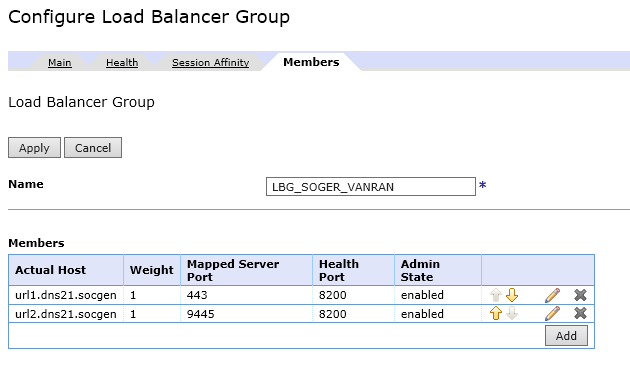 Configure Load Balancer Group
Main Health Session Affinity Members
Load Balancer Group
Apply Cancel
Name LBG_SOGER_VANRAN *
Members
Actual Host Weight Mapped Server Port Health Port Admin State
url1.dns21.socgen 1 443 8200 enabled
url2.dns21.socgen 1 9445 8200 enabled
Add